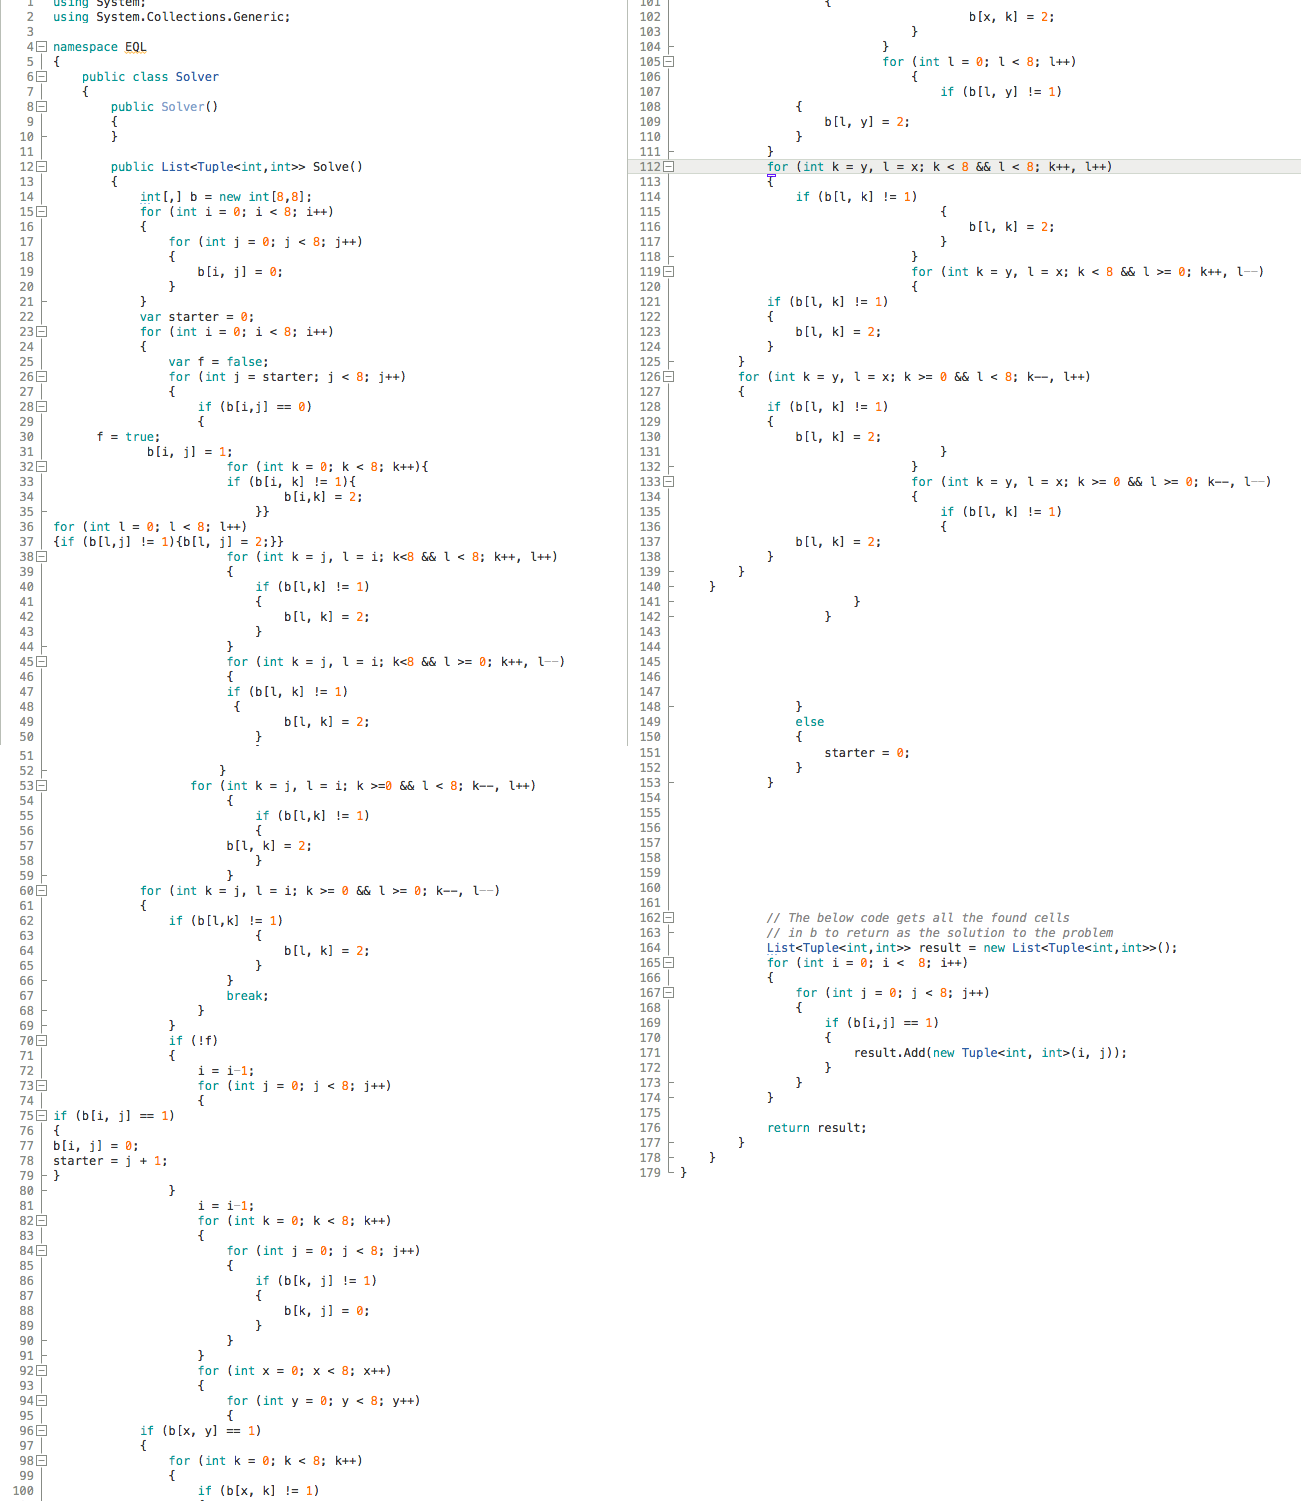 1 using System;
2 using System.Collections.Generic;
3
4 namespace EQL
5 {
6 public class Solver
7 {
8 public Solver()
9 {
10 }
11
12 public List<Tuple<int,int>> Solve()
13 {
14 int[,] b = new int[8,8];
15 for (int i = 0; i < 8; i++)
16 {
17 for (int j = 0; j < 8; j++)
18 {
19 b[i, j] = 0;
20 }
21 }
22 var starter = 0;
23 for (int i = 0; i < 8; i++)
24 {
25 var f = false;
26 for (int j = starter; j < 8; j++)
27 {
28 if (b[i,j] == 0)
29 {
30 f = true;
31 b[i, j] = 1;
32 for (int k = 0; k < 8; k++){
33 if (b[i, k] != 1){
34 b[i,k] = 2;
35 }}
36 for (int l = 0; l < 8; l++)
37 {if (b[l,j] != 1){b[l, j] = 2;}}
38 for (int k = j, l = i; k<8 && l < 8; k++, l++)
39 {
40 if (b[l,k] != 1)
41 {
42 b[l, k] = 2;
43 }
44 }
45 for (int k = j, l = i; k<8 && l >= 0; k++, l--)
46 {
47 if (b[l, k] != 1)
48 {
49 b[l, k] = 2;
50 }
51
52 }
53 for (int k = j, l = i; k >=0 && l < 8; k--, l++)
54 {
55 if (b[l,k] != 1)
56 {
57 b[l, k] = 2;
58 }
59 }
60 for (int k = j, l = i; k >= 0 && l >= 0; k--, l--)
61 {
62 if (b[l,k] != 1)
63 {
64 b[l, k] = 2;
65 }
66 }
67 break;
68 }
69 }
70 if (!f)
71 {
72 i = i-1;
73 for (int j = 0; j < 8; j++)
74 {
75 if (b[i, j] == 1)
76 {
77 b[i, j] = 0;
78 starter = j + 1;
79 }
80 }
81 i = i-1;
82 for (int k = 0; k < 8; k++)
83 {
84 for (int j = 0; j < 8; j++)
85 {
86 if (b[k, j] != 1)
87 {
88 b[k, j] = 0;
89 }
90 }
91 }
92 for (int x = 0; x < 8; x++)
93 {
94 for (int y = 0; y < 8; y++)
95 {
96 if (b[x, y] == 1)
97 {
98 for (int k = 0; k < 8; k++)
99 {
100 if (b[x, k] != 1)
101 {
102 b[x, k] = 2;
103 }
104 }
105 for (int l = 0; l < 8; l++)
106 {
107 if (b[l, y] != 1)
108 {
109 b[l, y] = 2;
110 }
111 }
112 for (int k = y, l = x; k < 8 && l < 8; k++, l++)
113 {
114 if (b[l, k] != 1)
115 {
116 b[l, k] = 2;
117 }
118 }
119 for (int k = y, l = x; k < 8 && l >= 0; k++, l--)
120 {
121 if (b[l, k] != 1)
122 {
123 b[l, k] = 2;
124 }
125 }
126 for (int k = y, l = x; k >= 0 && l < 8; k--, l++)
127 {
128 if (b[l, k] != 1)
129 {
130 b[l, k] = 2;
131 }
132 }
133 for (int k = y, l = x; k >= 0 && l >= 0; k--, l--)
134 {
135 if (b[l, k] != 1)
136 {
137 b[l, k] = 2;
138 }
139 }
140 }
141 }
142 }
143
144
145
146
147
148 }
149 else
150 {
151 starter = 0;
152 }
153 }
154
155
156
157
158
159
160
161
162 // The below code gets all the found cells
163 // in b to return as the solution to the problem
164 List<Tuple<int,int>> result = new List<Tuple<int,int>>();
165 for (int i = 0; i < 8; i++)
166 {
167 for (int j = 0; j < 8; j++)
168 {
169 if (b[i,j] == 1)
170 {
171 result.Add(new Tuple<int, int>(i, j));
172 }
173 }
174 }
175
176 return result;
177 }
178 }
179 }